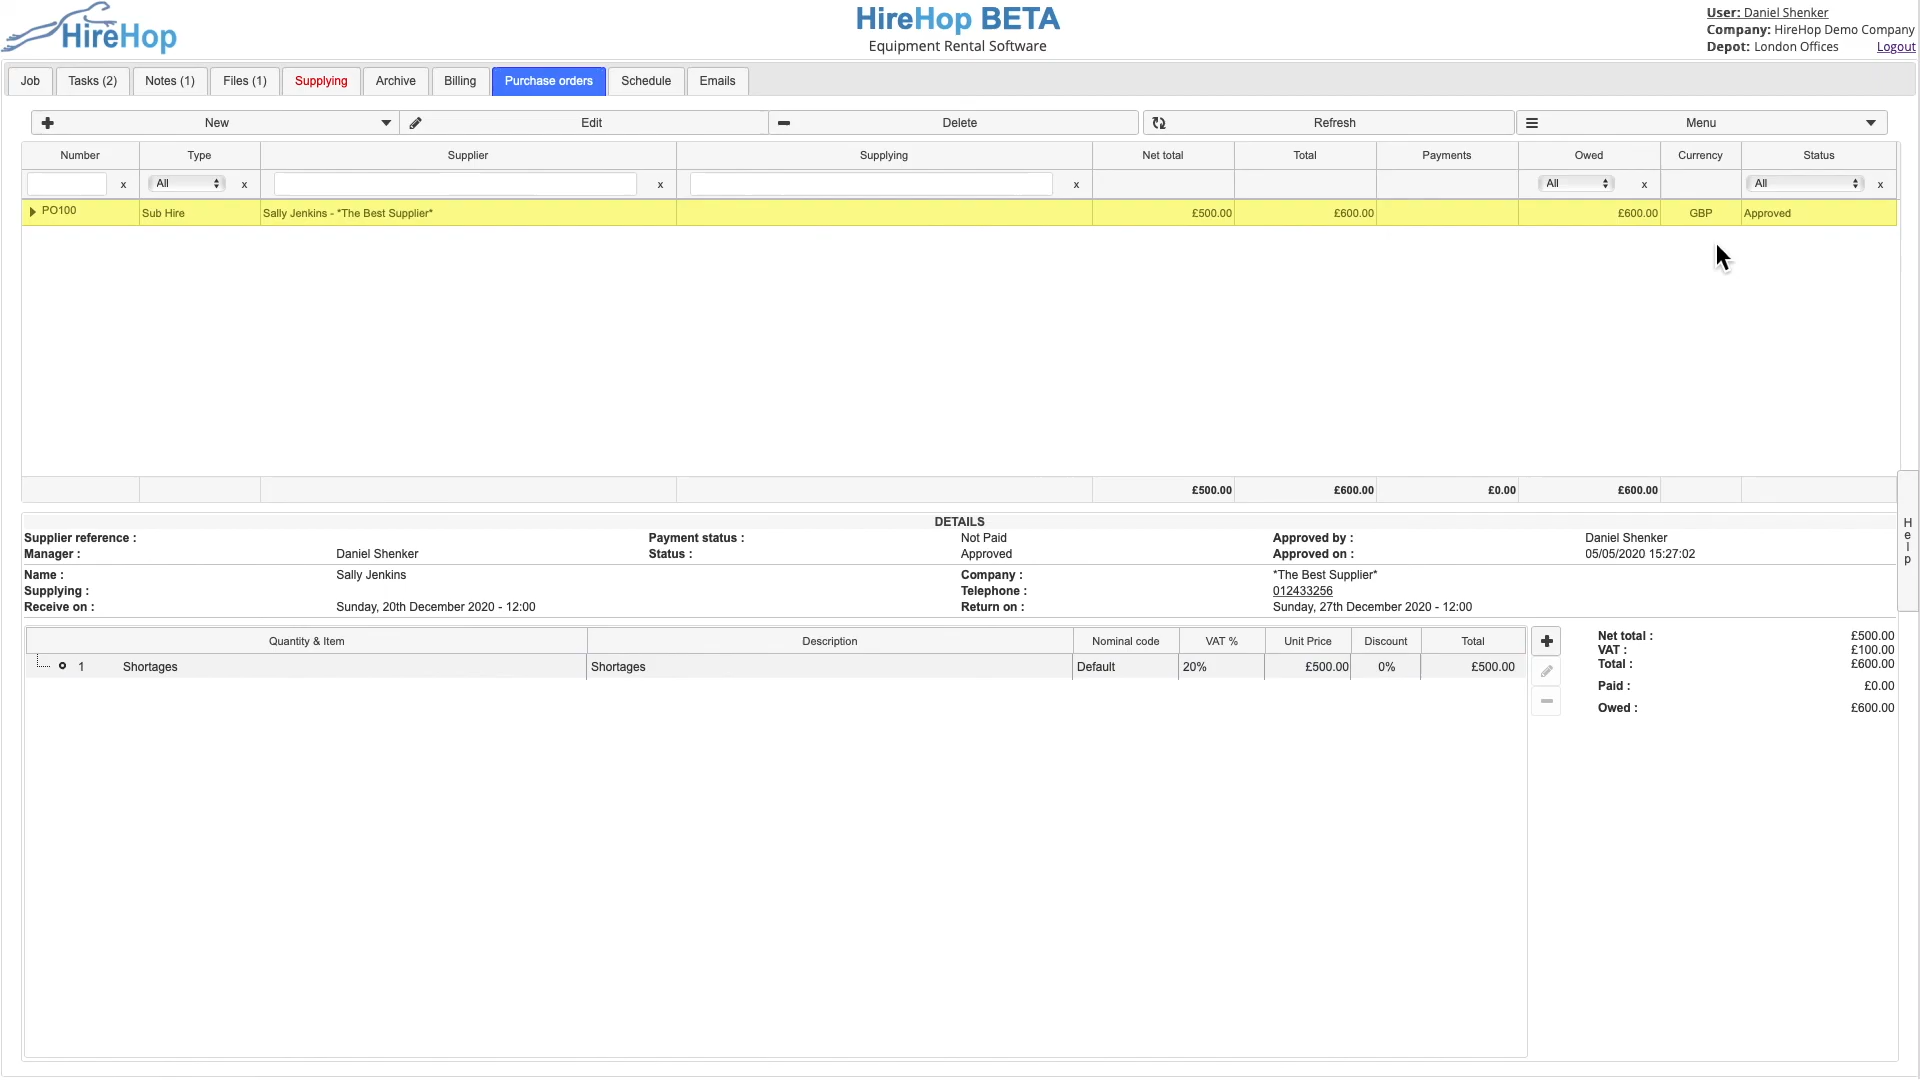 HireHop
HireHop BETA
Equipment Rental Software
User: Daniel Shenker
Company: HireHop Demo Company
Depot: London Offices Logout
Job Tasks (2) Notes (1) Files (1) Supplying Archive Billing Purchase orders Schedule Emails
New Edit Delete Refresh Menu
Number Type Supplier Supplying Net total Total Payments Owed Currency Status
x All x x x All x All x
PO100 Sub Hire Sally Jenkins - *The Best Supplier* £500.00 £600.00 £600.00 GBP Approved
£500.00 £600.00 £0.00 £600.00
Help
DETAILS
Supplier reference : Payment status : Not Paid Approved by : Daniel Shenker
Manager : Daniel Shenker Status : Approved Approved on : 05/05/2020 15:27:02
Name : Sally Jenkins Company : *The Best Supplier*
Supplying : Telephone : 012433256
Receive on : Sunday, 20th December 2020 - 12:00 Return on : Sunday, 27th December 2020 - 12:00
Quantity & Item Description Nominal code VAT % Unit Price Discount Total
1 Shortages Shortages Default 20% £500.00 0% £500.00
Net total : £500.00
VAT : £100.00
Total : £600.00
Paid : £0.00
Owed : £600.00